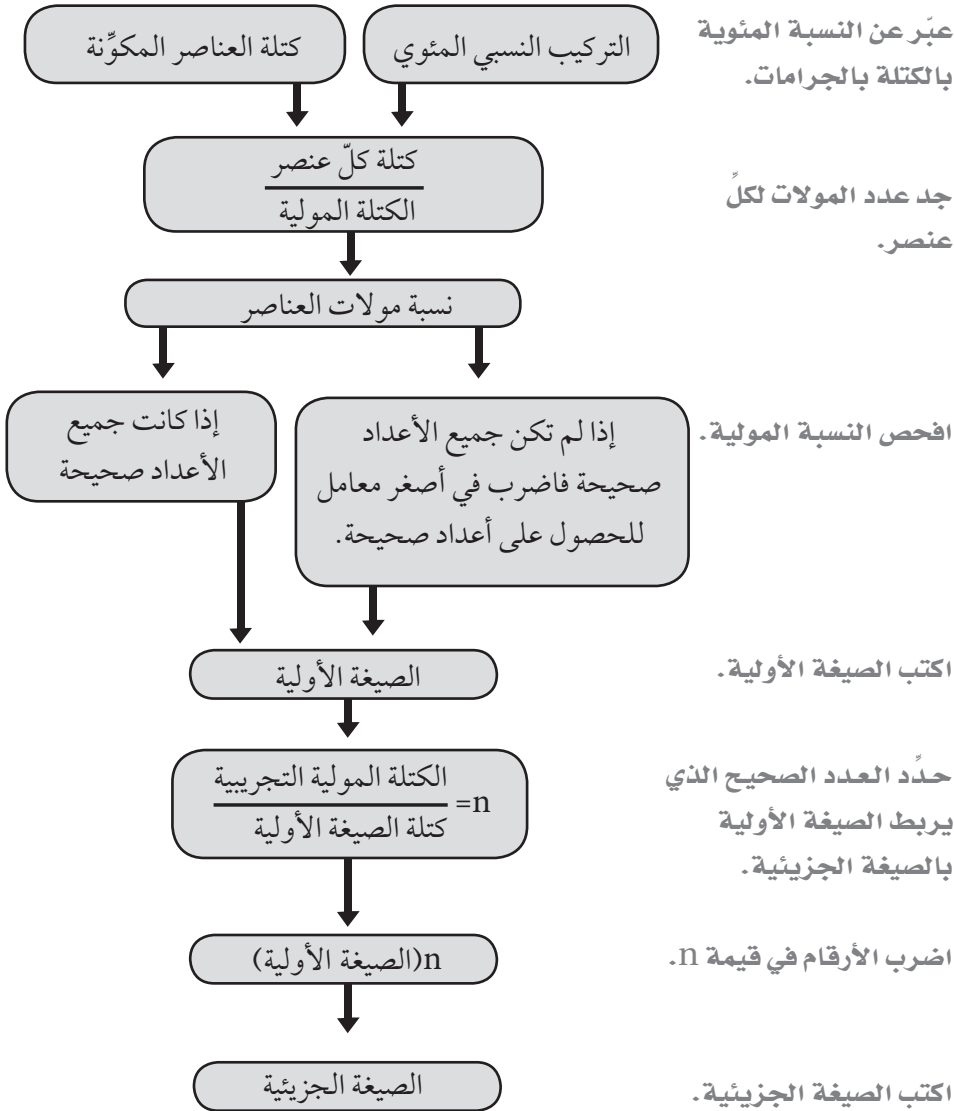 عبّر عن النسبة المئوية
بالكتلة بالجرامات.
التركيب النسبي المئوي
كتلة العناصر المكوِّنة
جد عدد المولات لكلِّ
عنصر.
كتلة كلّ عنصر
الكتلة المولية
نسبة مولات العناصر
افحص النسبة المولية.
إذا لم تكن جميع الأعداد
صحيحة فاضرب في أصغر معامل
للحصول على أعداد صحيحة.
إذا كانت جميع
الأعداد صحيحة
اكتب الصيغة الأولية.
الصيغة الأولية
حدِّد العدد الصحيح الذي
يربط الصيغة الأولية
بالصيغة الجزيئية.
n=
الكتلة المولية التجريبية
كتلة الصيغة الأولية
اضرب الأرقام في قيمة n.
n(الصيغة الأولية)
اكتب الصيغة الجزيئية.
الصيغة الجزيئية